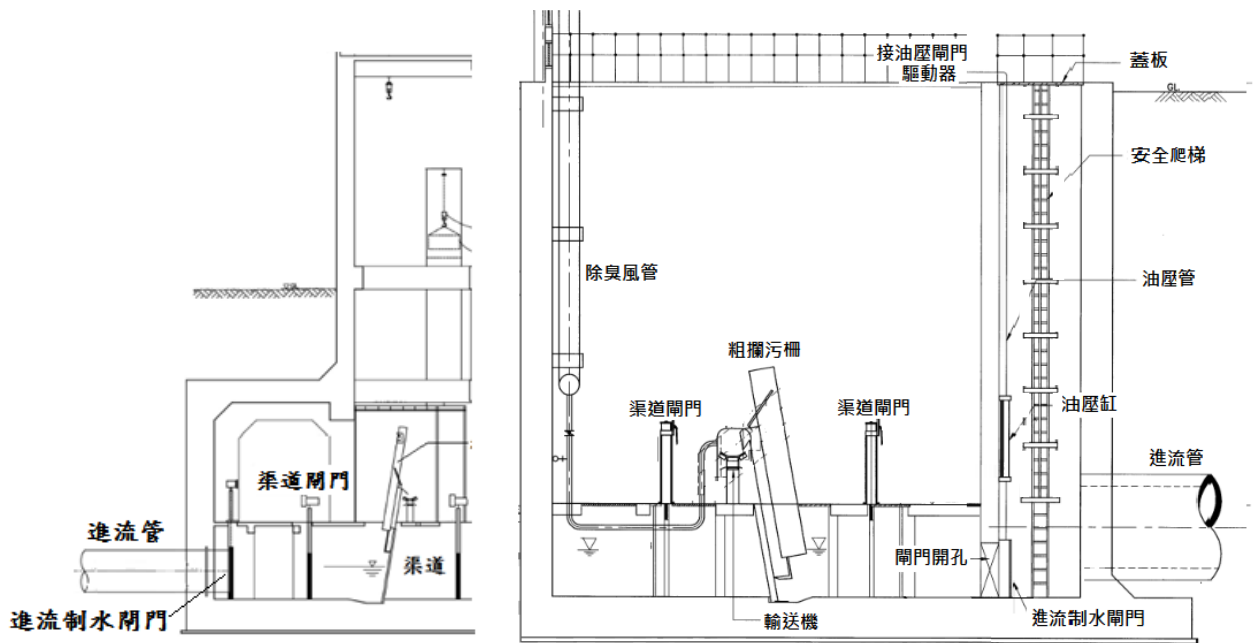 渠道閘門
進流管
渠道
進流制水閘門
接油壓閘門
驅動器
蓋板
GL.
安全爬梯
除臭風管
油壓管
粗攔污柵
渠道閘門
渠道閘門
油壓缸
進流管
閘門開孔
輸送機
進流制水閘門